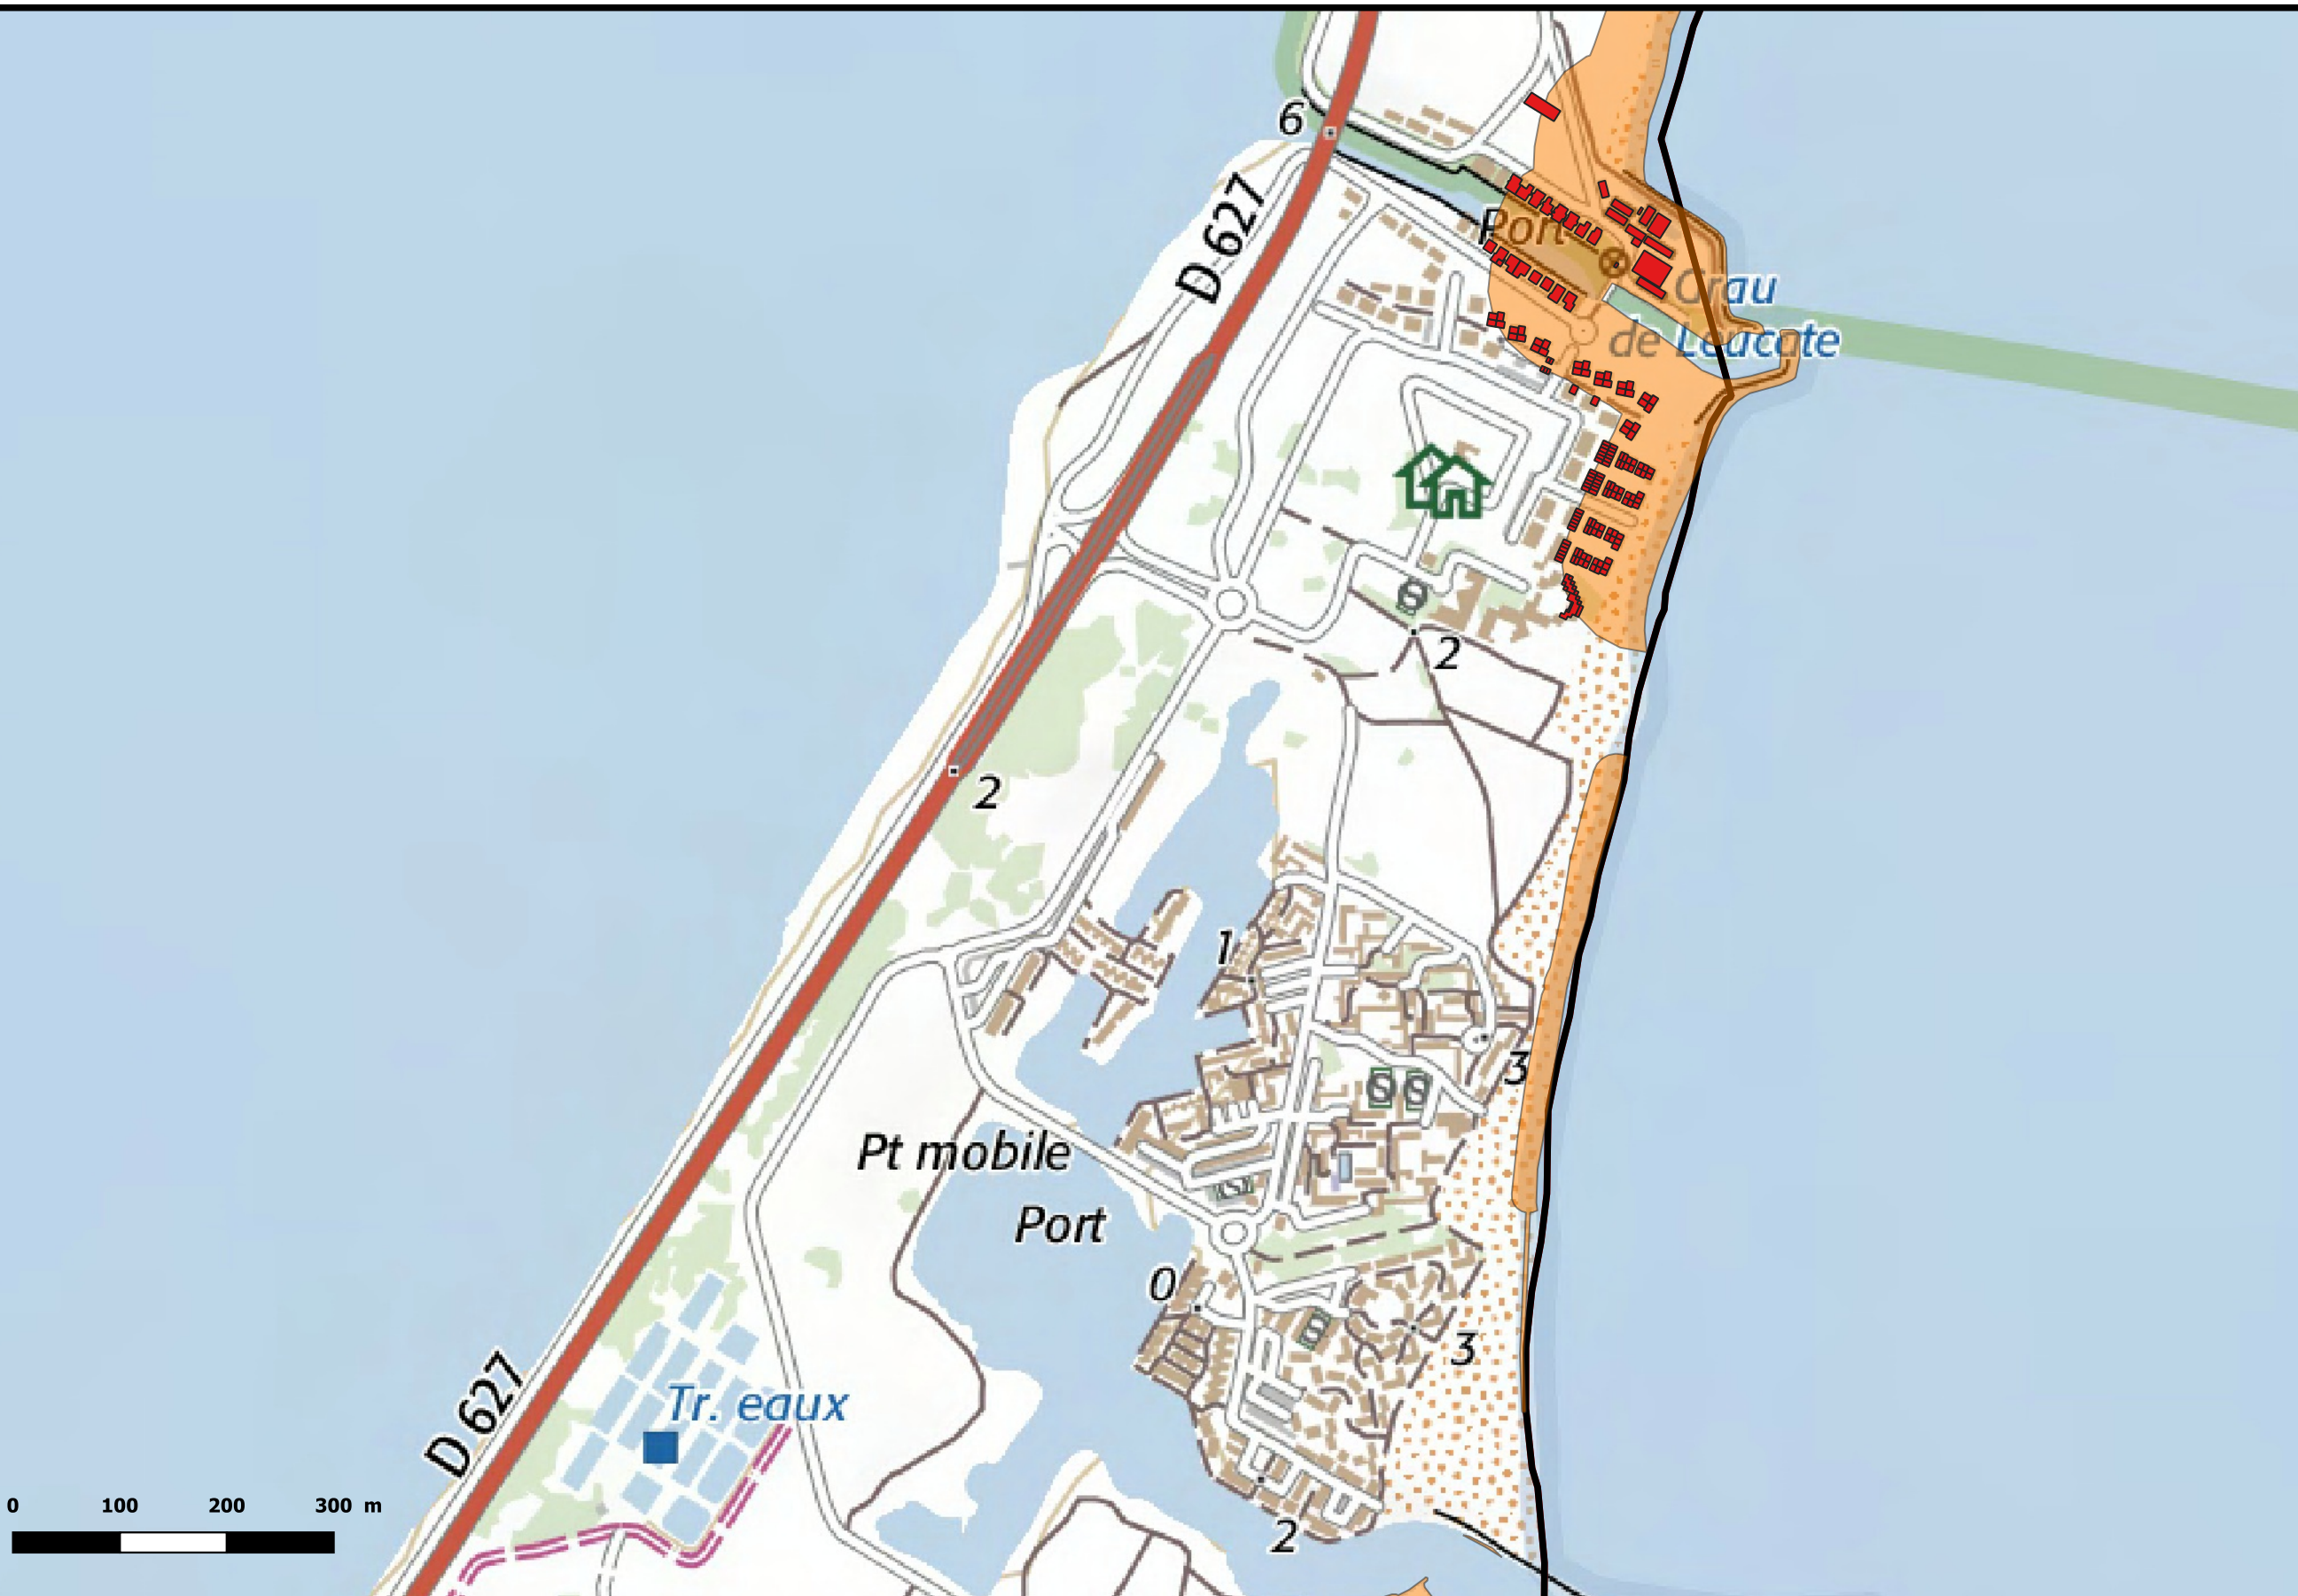 6
D 627
Port
Grau
de Leucate
2
2
1
3
Pt mobile
Port
0
3
D 627
Tr. eaux
0 100 200 300 m
2